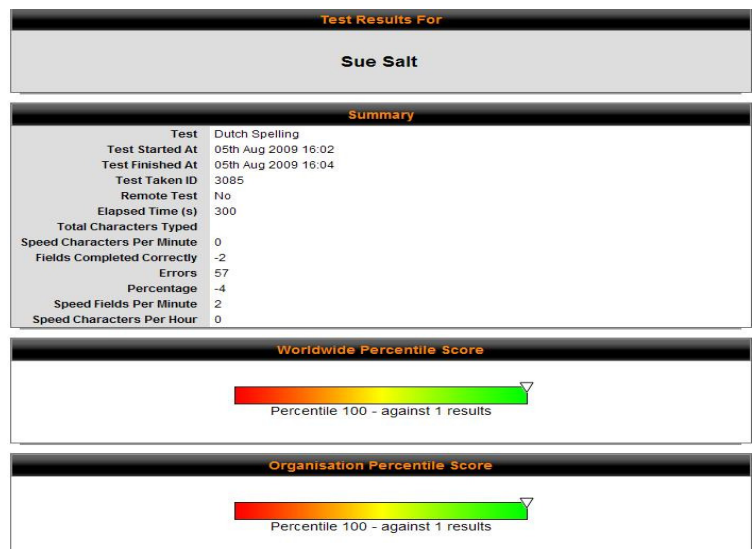 Test Results For
Sue Salt
Summary
Test Dutch Spelling
Test Started At 05th Aug 2009 16:02
Test Finished At 05th Aug 2009 16:04
Test Taken ID 3085
Remote Test No
Elapsed Time (s) 300
Total Characters Typed
Speed Characters Per Minute 0
Fields Completed Correctly -2
Errors 57
Percentage -4
Speed Fields Per Minute 2
Speed Characters Per Hour 0
Worldwide Percentile Score
Percentile 100 - against 1 results
Organisation Percentile Score
Percentile 100 - against 1 results